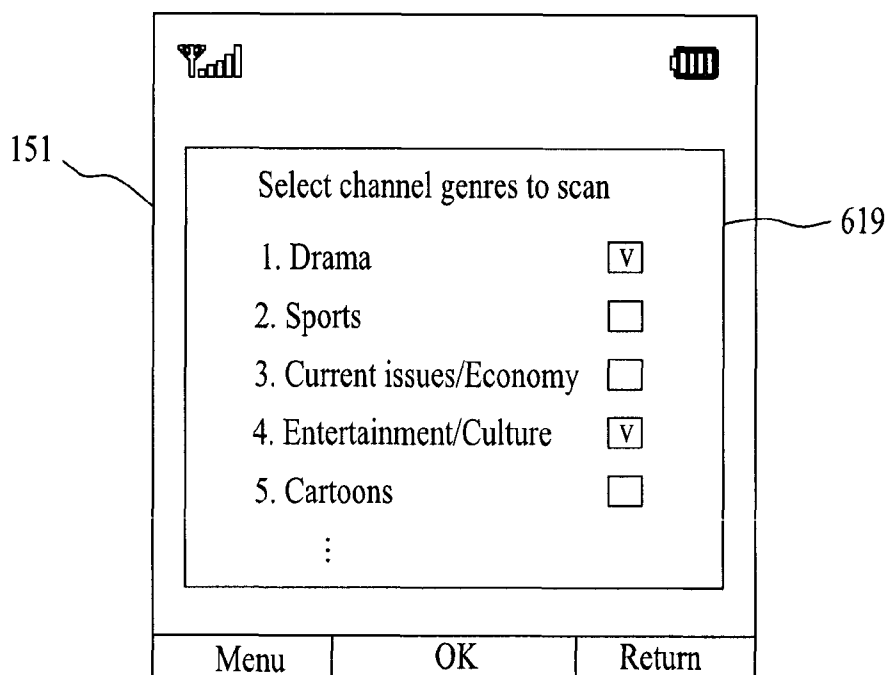 151
619
Select channel genres to scan
1. Drama V
2. Sports
3. Current issues/Economy
4. Entertainment/Culture V
5. Cartoons
⋮
Menu OK Return